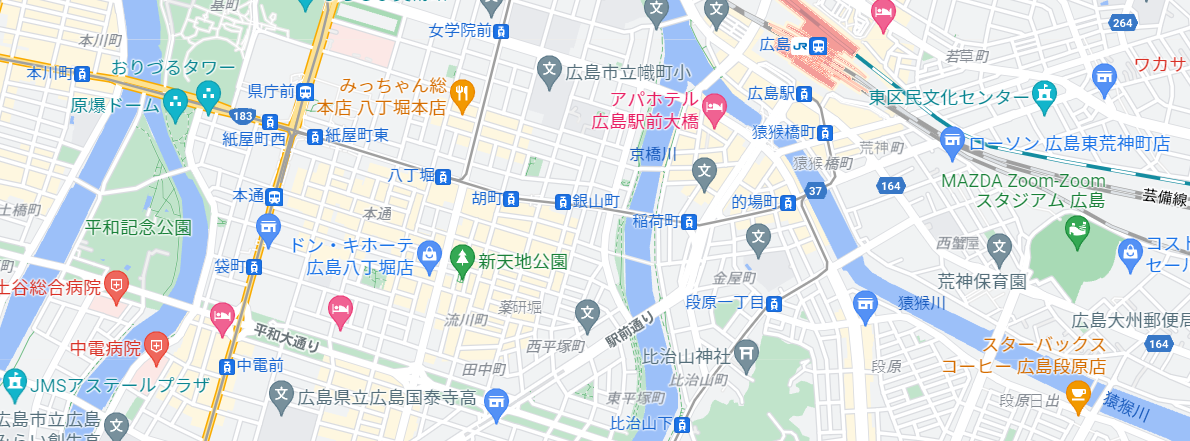 基町
女学院前
広島
JR
264
若草町
本川町
本川町
おりづるタワー
原爆ドーム
県庁前
みっちゃん総
本店 八丁堀本店
広島市立幟町小
アパホテル
広島駅前大橋
広島駅
東区民文化センター
ワカサ
183
紙屋町西
紙屋町東
猿猴橋町
荒神町
猿猴橋町
ローソン 広島東荒神町店
京橋川
八丁堀
胡町
銀山町
稲荷町
的場町
37
164
MAZDA Zoom-Zoom
スタジアム 広島
芸備線
土橋町
本通
本通
平和記念公園
袋町
ドン・キホーテ
広島八丁堀店
新天地公園
金屋町
西蟹屋
荒神保育園
コスト
セール
土谷総合病院
段原一丁目
猿猴川
薬研堀
流川町
平和大通り
西平塚町
駅前通り
広島大州郵便局
164
中電病院
中電前
田中町
比治山神社
比治山町
段原
スターバックス
コーヒー 広島段原店
JMSアステールプラザ
広島県立広島国泰寺高
東平塚町
比治山下
段原日出
猿猴川
広島市立広島
みらい創生高